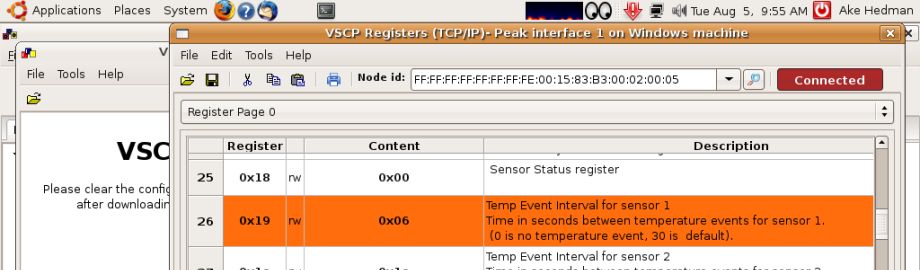 Applications Places System Tue Aug 5, 9:55 AM Ake Hedman
VSCP Registers (TCP/IP)- Peak interface 1 on Windows machine
File Edit Tools Help
Node id: FF:FF:FF:FF:FF:FF:FF:FE:00:15:83:B3:00:02:00:05 Connected
Register Page 0
Register Content Description
25 0x18 rw 0x00 Sensor Status register
26 0x19 rw 0x06 Temp Event Interval for sensor 1
Time in seconds between temperature events for sensor 1.
(0 is no temperature event, 30 is default).
Temp Event Interval for sensor 2
V
File Tools Help
VSC
Please clear the config
after downloadin